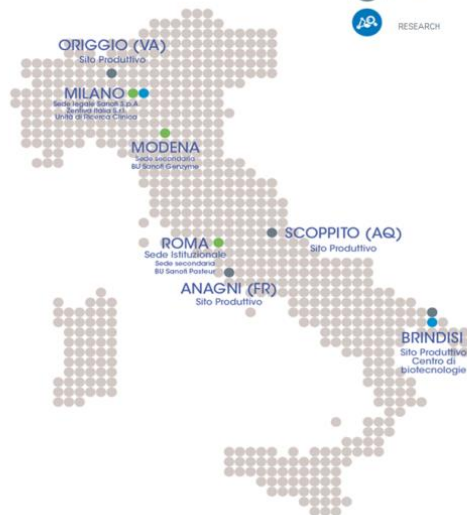 RESEARCH
ORIGGIO (VA)
Sito Produttivo
MILANO
Sede legale Sanofi S.p.A.
Zentiva Italia S.r.l.
Unità di Ricerca Clinica
MODENA
Sede secondaria
BU Sanofi Genzyme
ROMA
Sede Istituzionale
Sede secondaria
BU Sanofi Pasteur
SCOPPITO (AQ)
Sito Produttivo
ANAGNI (FR)
Sito Produttivo
BRINDISI
Sito Produttivo
Centro di
biotecnologie